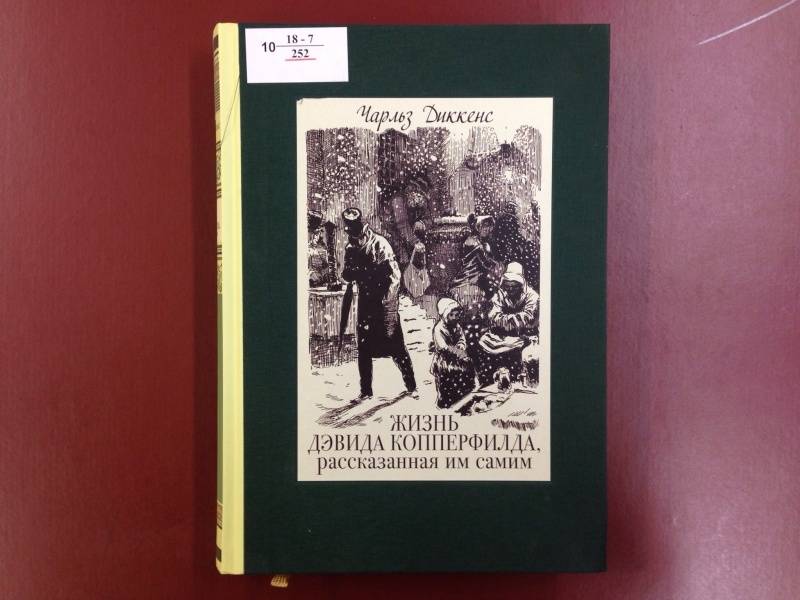 10 18 - 7
252
Чарльз Диккенс
ЖИЗНЬ
ДЭВИДА КОППЕРФИЛДА,
рассказанная им самим